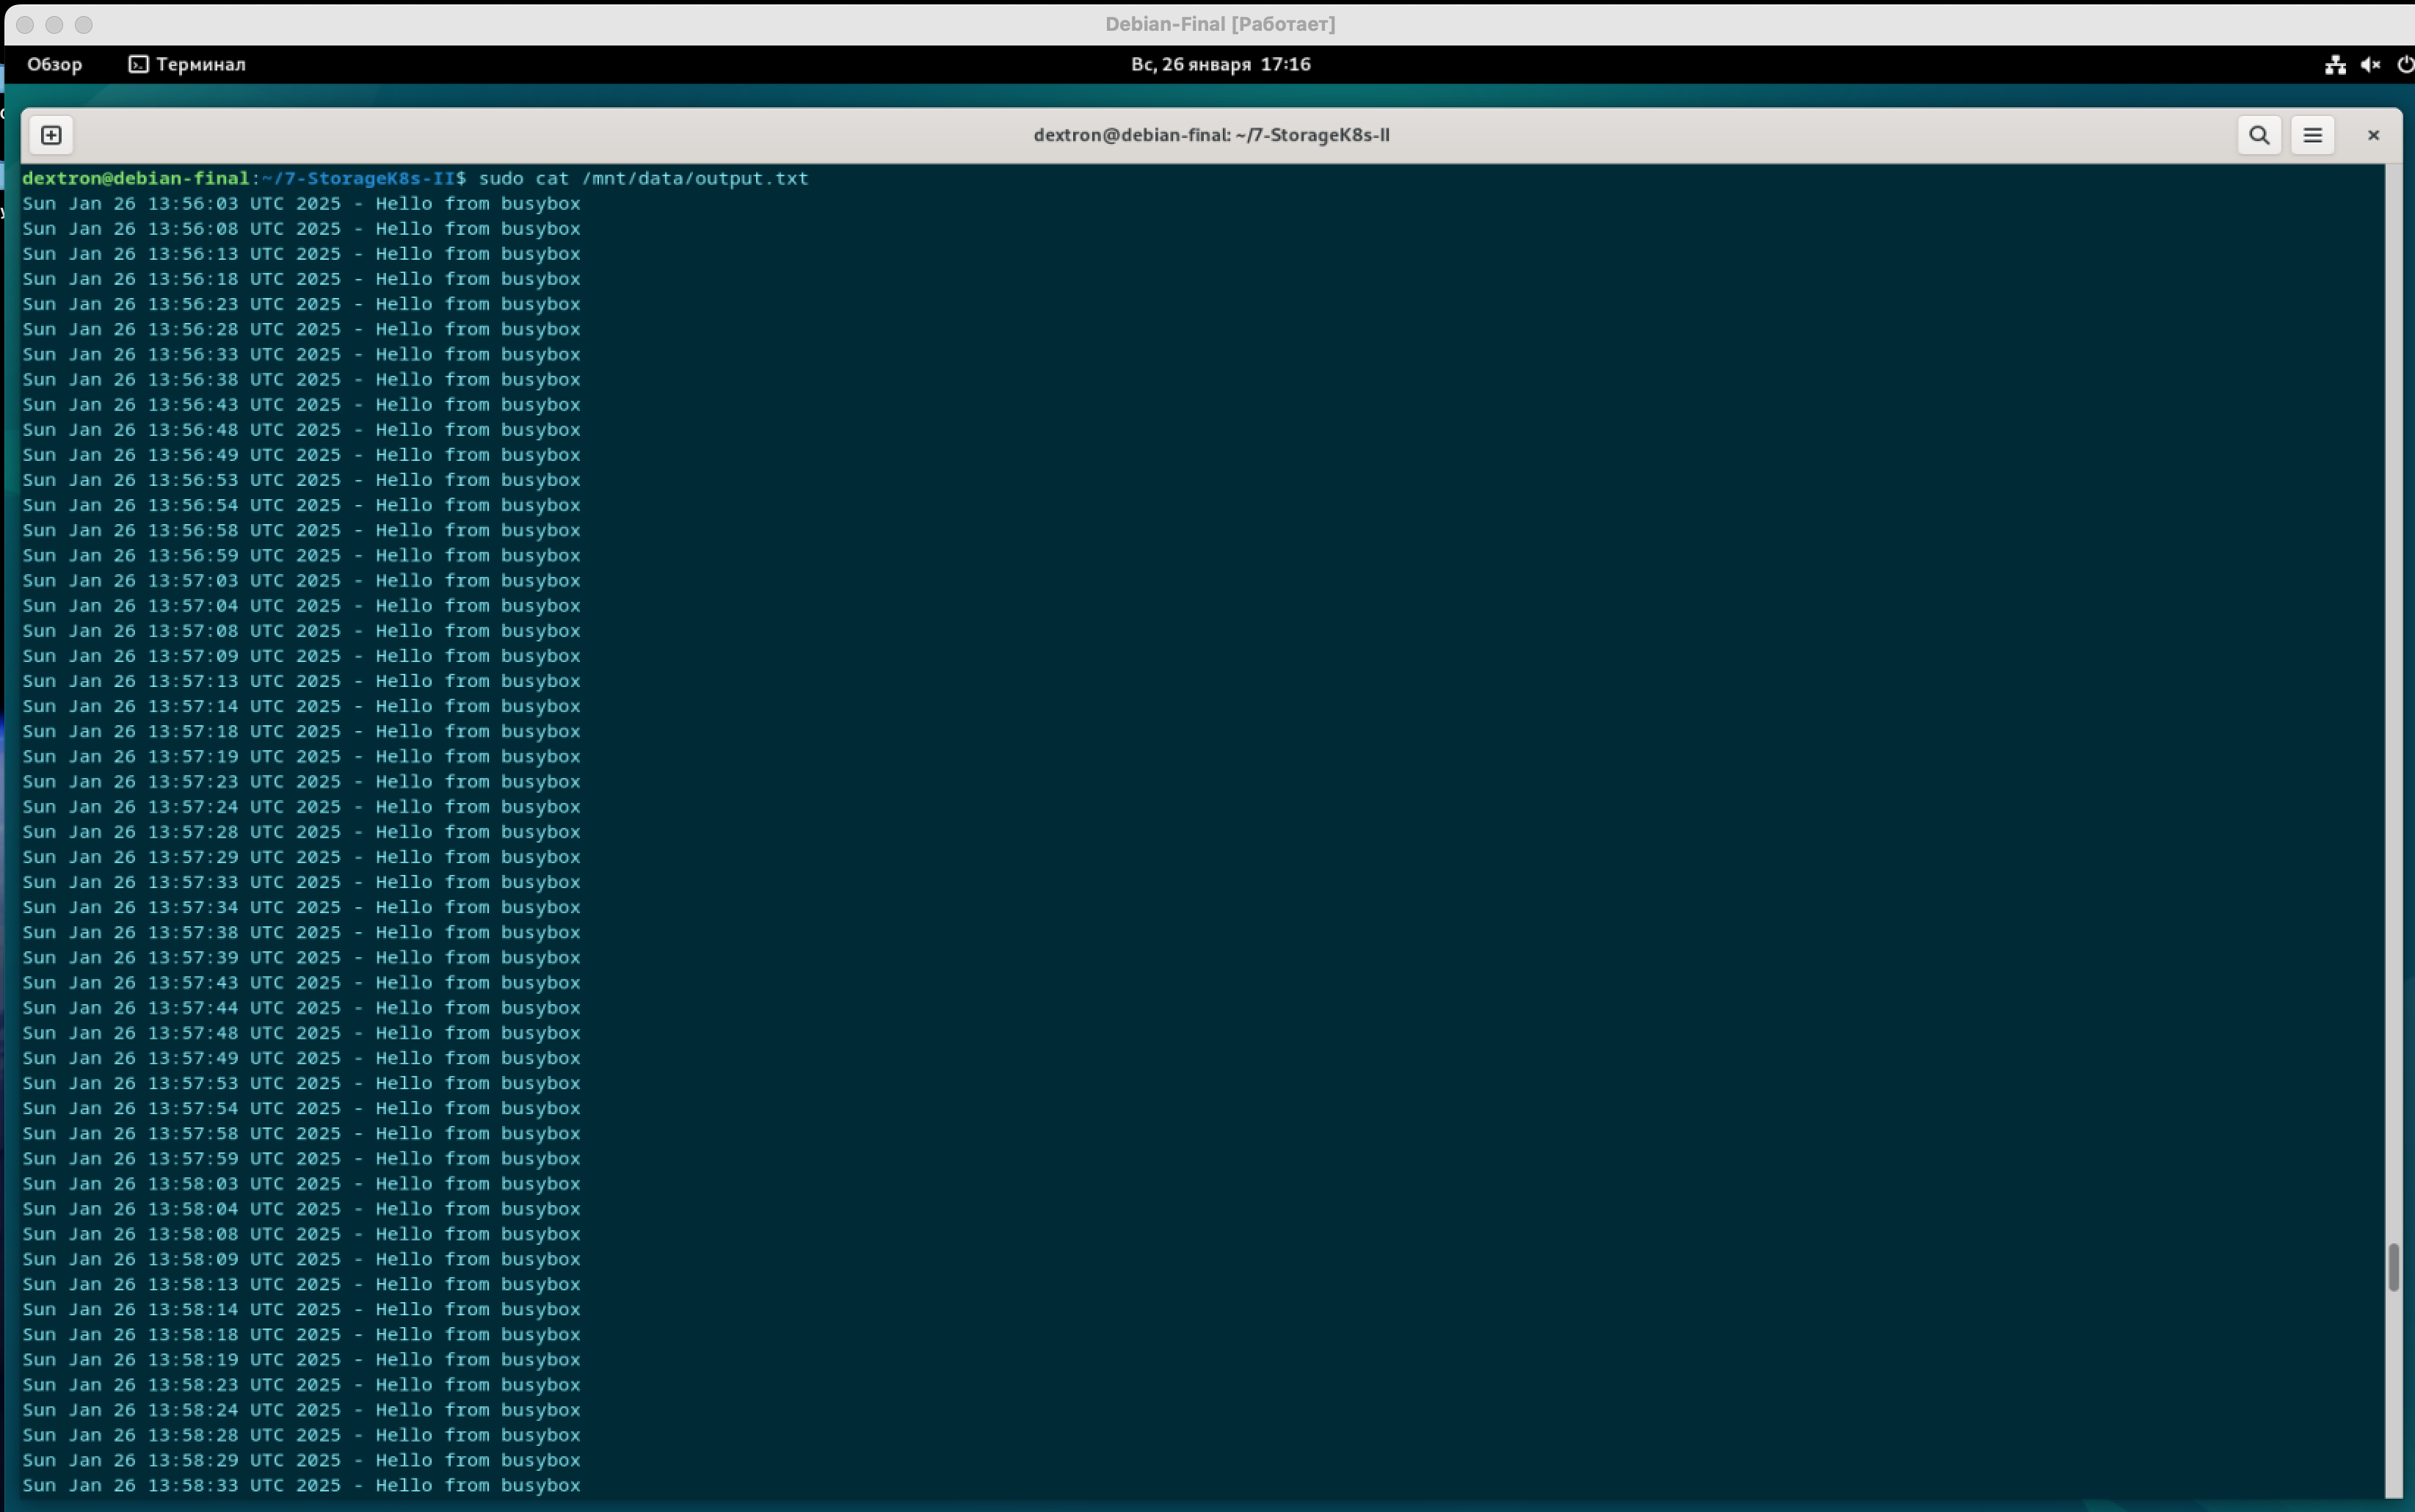 Debian-Final [Работает]
Обзор Терминал Вс, 26 января 17:16
dextron@debian-final: ~/7-StorageK8s-II
dextron@debian-final:~/7-StorageK8s-II$ sudo cat /mnt/data/output.txt
Sun Jan 26 13:56:03 UTC 2025 - Hello from busybox
Sun Jan 26 13:56:08 UTC 2025 - Hello from busybox
Sun Jan 26 13:56:13 UTC 2025 - Hello from busybox
Sun Jan 26 13:56:18 UTC 2025 - Hello from busybox
Sun Jan 26 13:56:23 UTC 2025 - Hello from busybox
Sun Jan 26 13:56:28 UTC 2025 - Hello from busybox
Sun Jan 26 13:56:33 UTC 2025 - Hello from busybox
Sun Jan 26 13:56:38 UTC 2025 - Hello from busybox
Sun Jan 26 13:56:43 UTC 2025 - Hello from busybox
Sun Jan 26 13:56:48 UTC 2025 - Hello from busybox
Sun Jan 26 13:56:49 UTC 2025 - Hello from busybox
Sun Jan 26 13:56:53 UTC 2025 - Hello from busybox
Sun Jan 26 13:56:54 UTC 2025 - Hello from busybox
Sun Jan 26 13:56:58 UTC 2025 - Hello from busybox
Sun Jan 26 13:56:59 UTC 2025 - Hello from busybox
Sun Jan 26 13:57:03 UTC 2025 - Hello from busybox
Sun Jan 26 13:57:04 UTC 2025 - Hello from busybox
Sun Jan 26 13:57:08 UTC 2025 - Hello from busybox
Sun Jan 26 13:57:09 UTC 2025 - Hello from busybox
Sun Jan 26 13:57:13 UTC 2025 - Hello from busybox
Sun Jan 26 13:57:14 UTC 2025 - Hello from busybox
Sun Jan 26 13:57:18 UTC 2025 - Hello from busybox
Sun Jan 26 13:57:19 UTC 2025 - Hello from busybox
Sun Jan 26 13:57:23 UTC 2025 - Hello from busybox
Sun Jan 26 13:57:24 UTC 2025 - Hello from busybox
Sun Jan 26 13:57:28 UTC 2025 - Hello from busybox
Sun Jan 26 13:57:29 UTC 2025 - Hello from busybox
Sun Jan 26 13:57:33 UTC 2025 - Hello from busybox
Sun Jan 26 13:57:34 UTC 2025 - Hello from busybox
Sun Jan 26 13:57:38 UTC 2025 - Hello from busybox
Sun Jan 26 13:57:39 UTC 2025 - Hello from busybox
Sun Jan 26 13:57:43 UTC 2025 - Hello from busybox
Sun Jan 26 13:57:44 UTC 2025 - Hello from busybox
Sun Jan 26 13:57:48 UTC 2025 - Hello from busybox
Sun Jan 26 13:57:49 UTC 2025 - Hello from busybox
Sun Jan 26 13:57:53 UTC 2025 - Hello from busybox
Sun Jan 26 13:57:54 UTC 2025 - Hello from busybox
Sun Jan 26 13:57:58 UTC 2025 - Hello from busybox
Sun Jan 26 13:57:59 UTC 2025 - Hello from busybox
Sun Jan 26 13:58:03 UTC 2025 - Hello from busybox
Sun Jan 26 13:58:04 UTC 2025 - Hello from busybox
Sun Jan 26 13:58:08 UTC 2025 - Hello from busybox
Sun Jan 26 13:58:09 UTC 2025 - Hello from busybox
Sun Jan 26 13:58:13 UTC 2025 - Hello from busybox
Sun Jan 26 13:58:14 UTC 2025 - Hello from busybox
Sun Jan 26 13:58:18 UTC 2025 - Hello from busybox
Sun Jan 26 13:58:19 UTC 2025 - Hello from busybox
Sun Jan 26 13:58:23 UTC 2025 - Hello from busybox
Sun Jan 26 13:58:24 UTC 2025 - Hello from busybox
Sun Jan 26 13:58:28 UTC 2025 - Hello from busybox
Sun Jan 26 13:58:29 UTC 2025 - Hello from busybox
Sun Jan 26 13:58:33 UTC 2025 - Hello from busybox